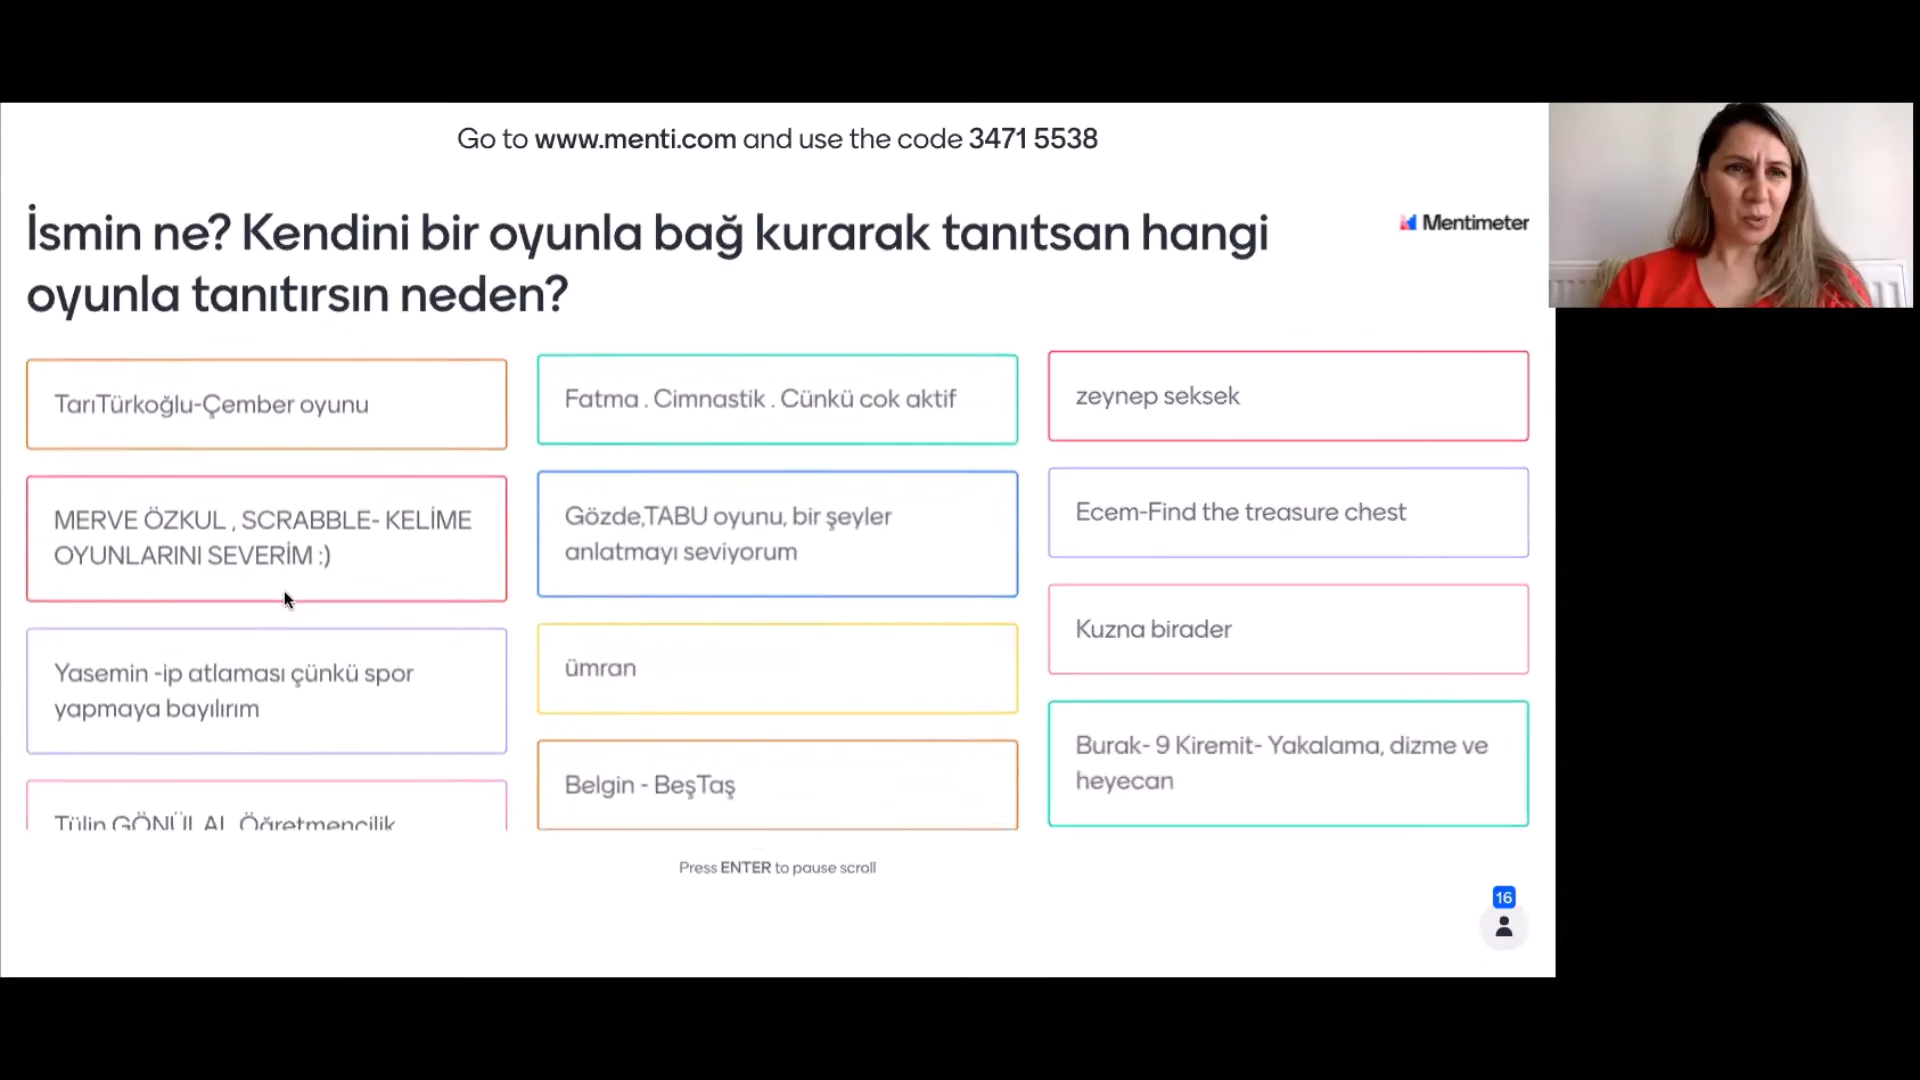 Go to www.menti.com and use the code 3471 5538
İsmin ne? Kendini bir oyunla bağ kurarak tanıtsan hangi
oyunla tanıtırsın neden?
Mentimeter
TarıTürkoğlu-Çember oyunu
MERVE ÖZKUL , SCRABBLE- KELİME
OYUNLARINI SEVERİM :)
Yasemin -ip atlaması çünkü spor
yapmaya bayılırım
Tülin GÖNÜLAL Öğretmencilik
Fatma . Cimnastik . Cünkü cok aktif
Gözde,TABU oyunu, bir şeyler
anlatmayı seviyorum
ümran
Belgin - BeşTaş
zeynep seksek
Ecem-Find the treasure chest
Kuzna birader
Burak- 9 Kiremit- Yakalama, dizme ve
heyecan
Press ENTER to pause scroll
16